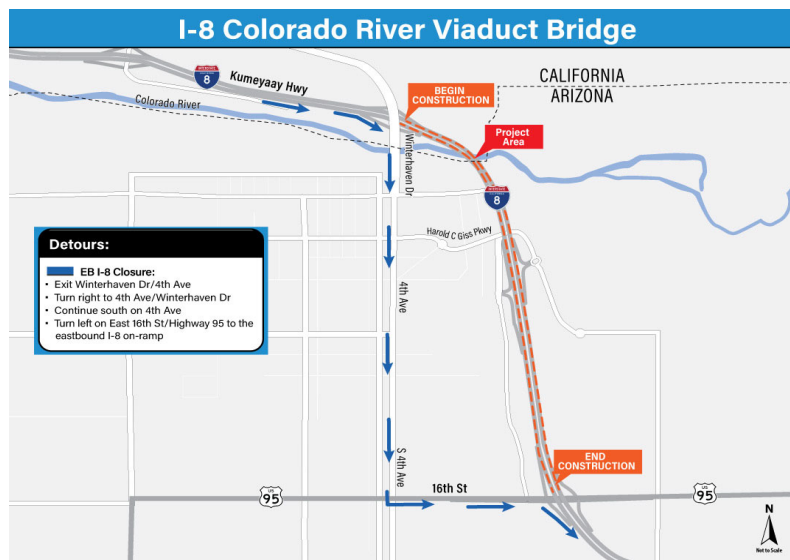 I-8 Colorado River Viaduct Bridge
8
Kumeyaay Hwy
BEGIN
CONSTRUCTION
CALIFORNIA
ARIZONA
Colorado River
Project
Area
Winterhaven Dr
8
Harold C Giss Pkwy
Detours:
EB I-8 Closure:
• Exit Winterhaven Dr/4th Ave
• Turn right to 4th Ave/Winterhaven Dr
• Continue south on 4th Ave
• Turn left on East 16th St/Highway 95 to the
eastbound I-8 on-ramp
4th Ave
S 4th Ave
END
CONSTRUCTION
16th St
US
95
US
95
N
Not to Scale